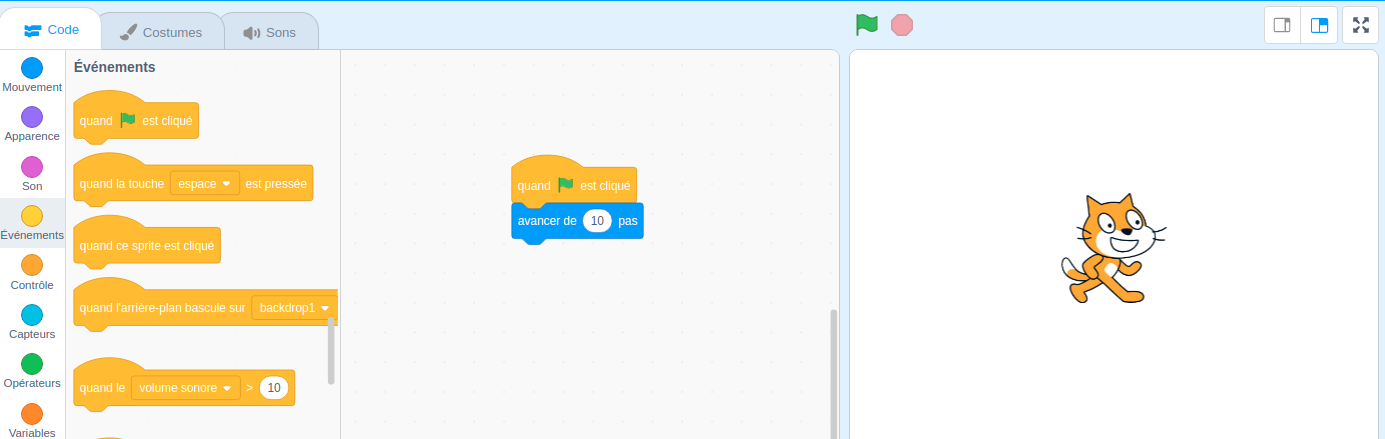 Code
Costumes
Sons
Mouvement
Apparence
Son
Événements
Contrôle
Capteurs
Opérateurs
Variables
Événements
quand est cliqué
quand la touche espace est pressée
quand ce sprite est cliqué
quand l'arrière-plan bascule sur backdrop1
quand le volume sonore > 10
quand est cliqué
avancer de 10 pas